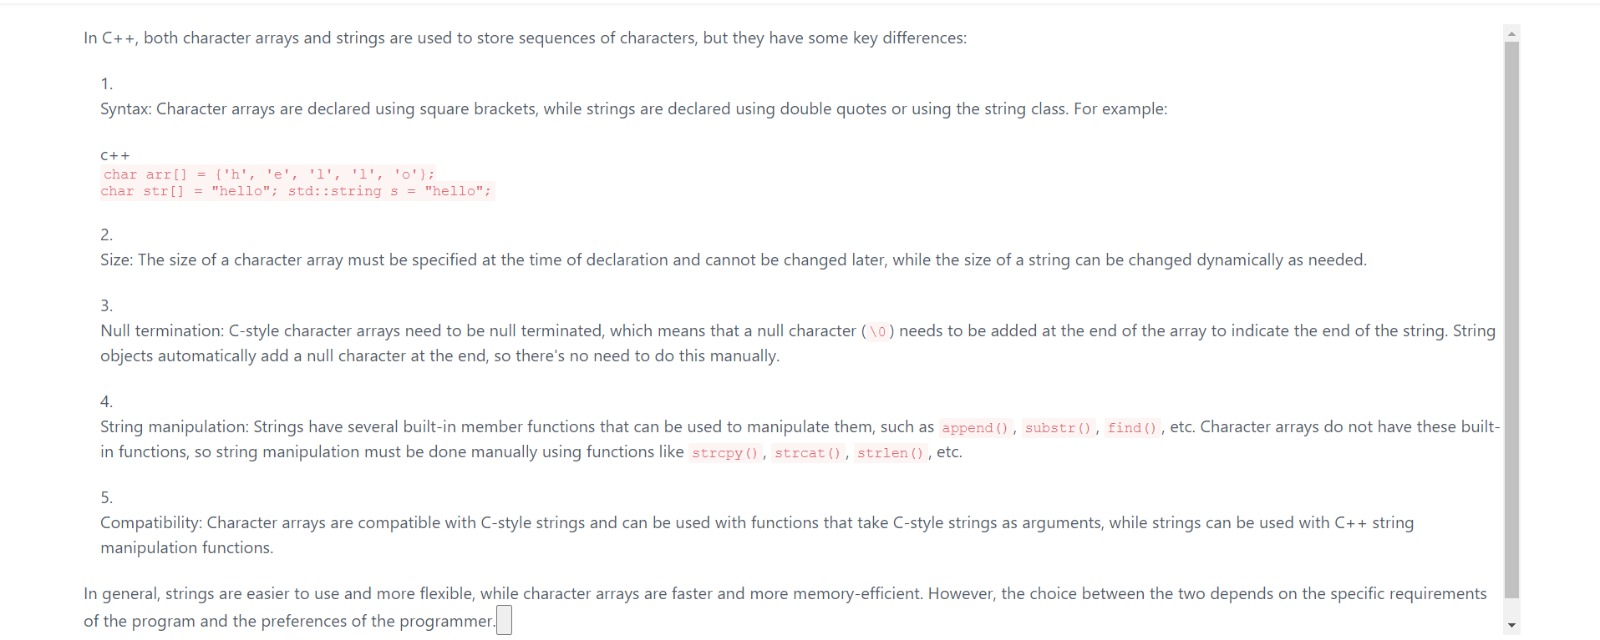 In C++, both character arrays and strings are used to store sequences of characters, but they have some key differences:
1.
Syntax: Character arrays are declared using square brackets, while strings are declared using double quotes or using the string class. For example:
c++
char arr[] = {'h', 'e', 'l', 'l', 'o'};
char str[] = "hello"; std::string s = "hello";
2.
Size: The size of a character array must be specified at the time of declaration and cannot be changed later, while the size of a string can be changed dynamically as needed.
3.
Null termination: C-style character arrays need to be null terminated, which means that a null character (\0) needs to be added at the end of the array to indicate the end of the string. String
objects automatically add a null character at the end, so there's no need to do this manually.
4.
String manipulation: Strings have several built-in member functions that can be used to manipulate them, such as append(), substr(), find(), etc. Character arrays do not have these built-
in functions, so string manipulation must be done manually using functions like strcpy(), strcat(), strlen(), etc.
5.
Compatibility: Character arrays are compatible with C-style strings and can be used with functions that take C-style strings as arguments, while strings can be used with C++ string
manipulation functions.
In general, strings are easier to use and more flexible, while character arrays are faster and more memory-efficient. However, the choice between the two depends on the specific requirements
of the program and the preferences of the programmer.